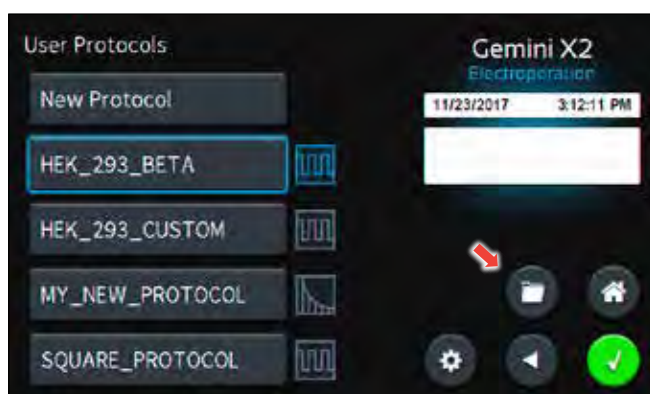 User Protocols
New Protocol
HEK_293_BETA
HEK_293_CUSTOM
MY_NEW_PROTOCOL
SQUARE_PROTOCOL
Gemini X2
Electroporation
11/23/2017 3:12:11 PM